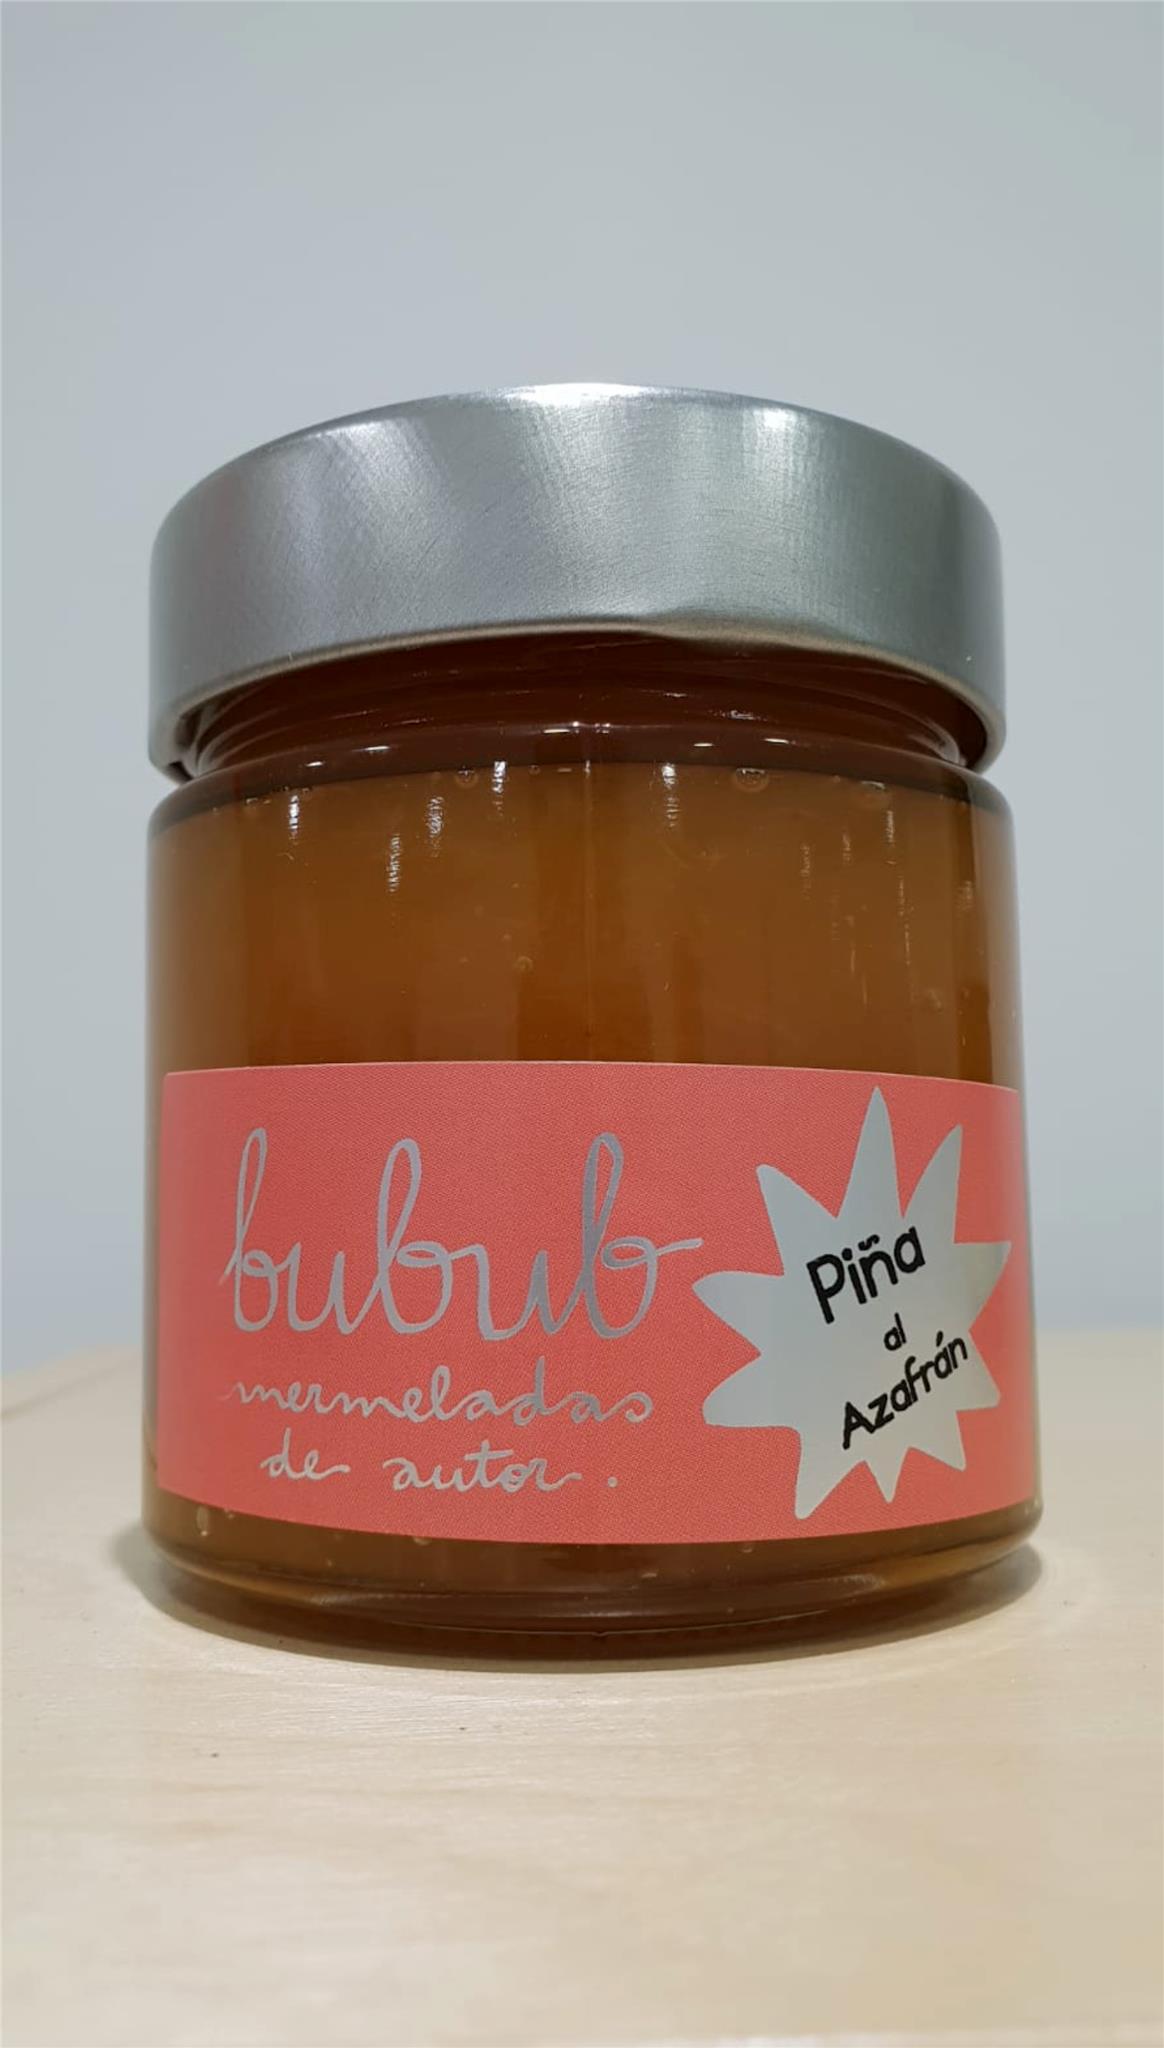 bubub
mermeladas
de autor.
Piña
al
Azafrán